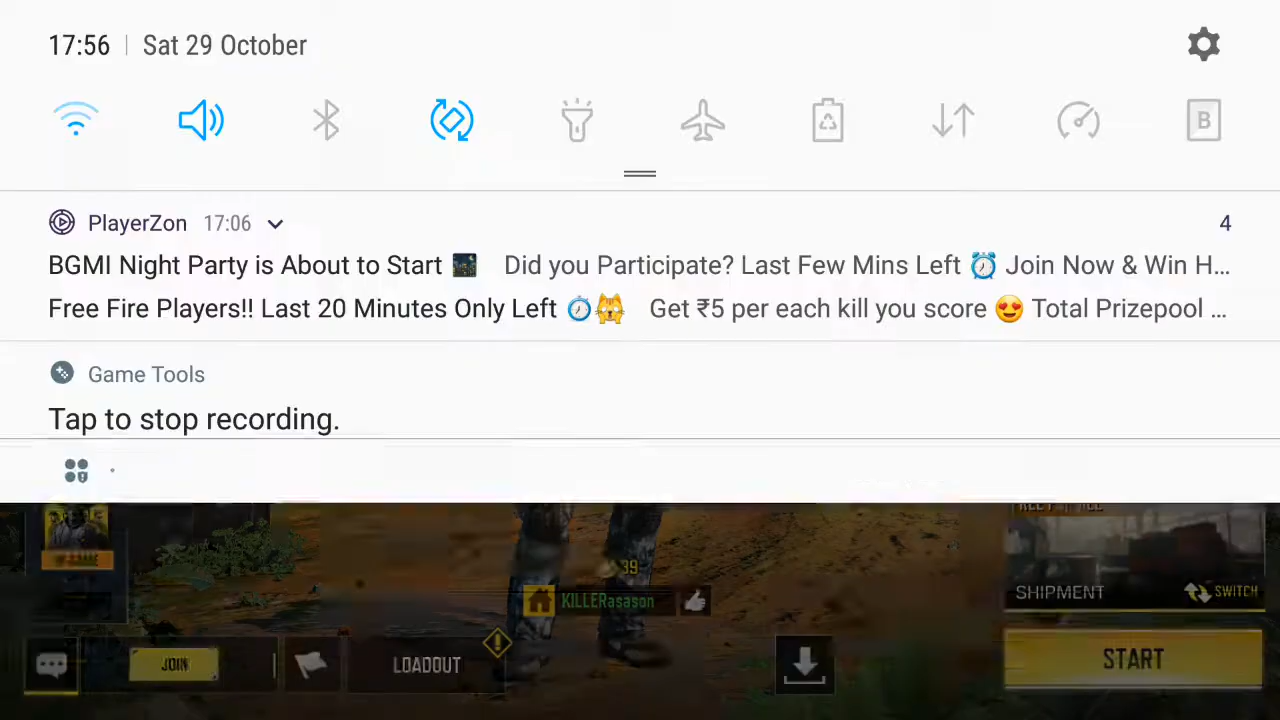 17:56 | Sat 29 October
B
PlayerZon 17:06 4
BGMI Night Party is About to Start 🌃 Did you Participate? Last Few Mins Left ⏰ Join Now & Win H...
Free Fire Players!! Last 20 Minutes Only Left ⏱🙀 Get ₹5 per each kill you score 😍 Total Prizepool ...
Game Tools
Tap to stop recording.
39
KILLERasason
SHIPMENT
SWITCH
JOIN
LOADOUT
START